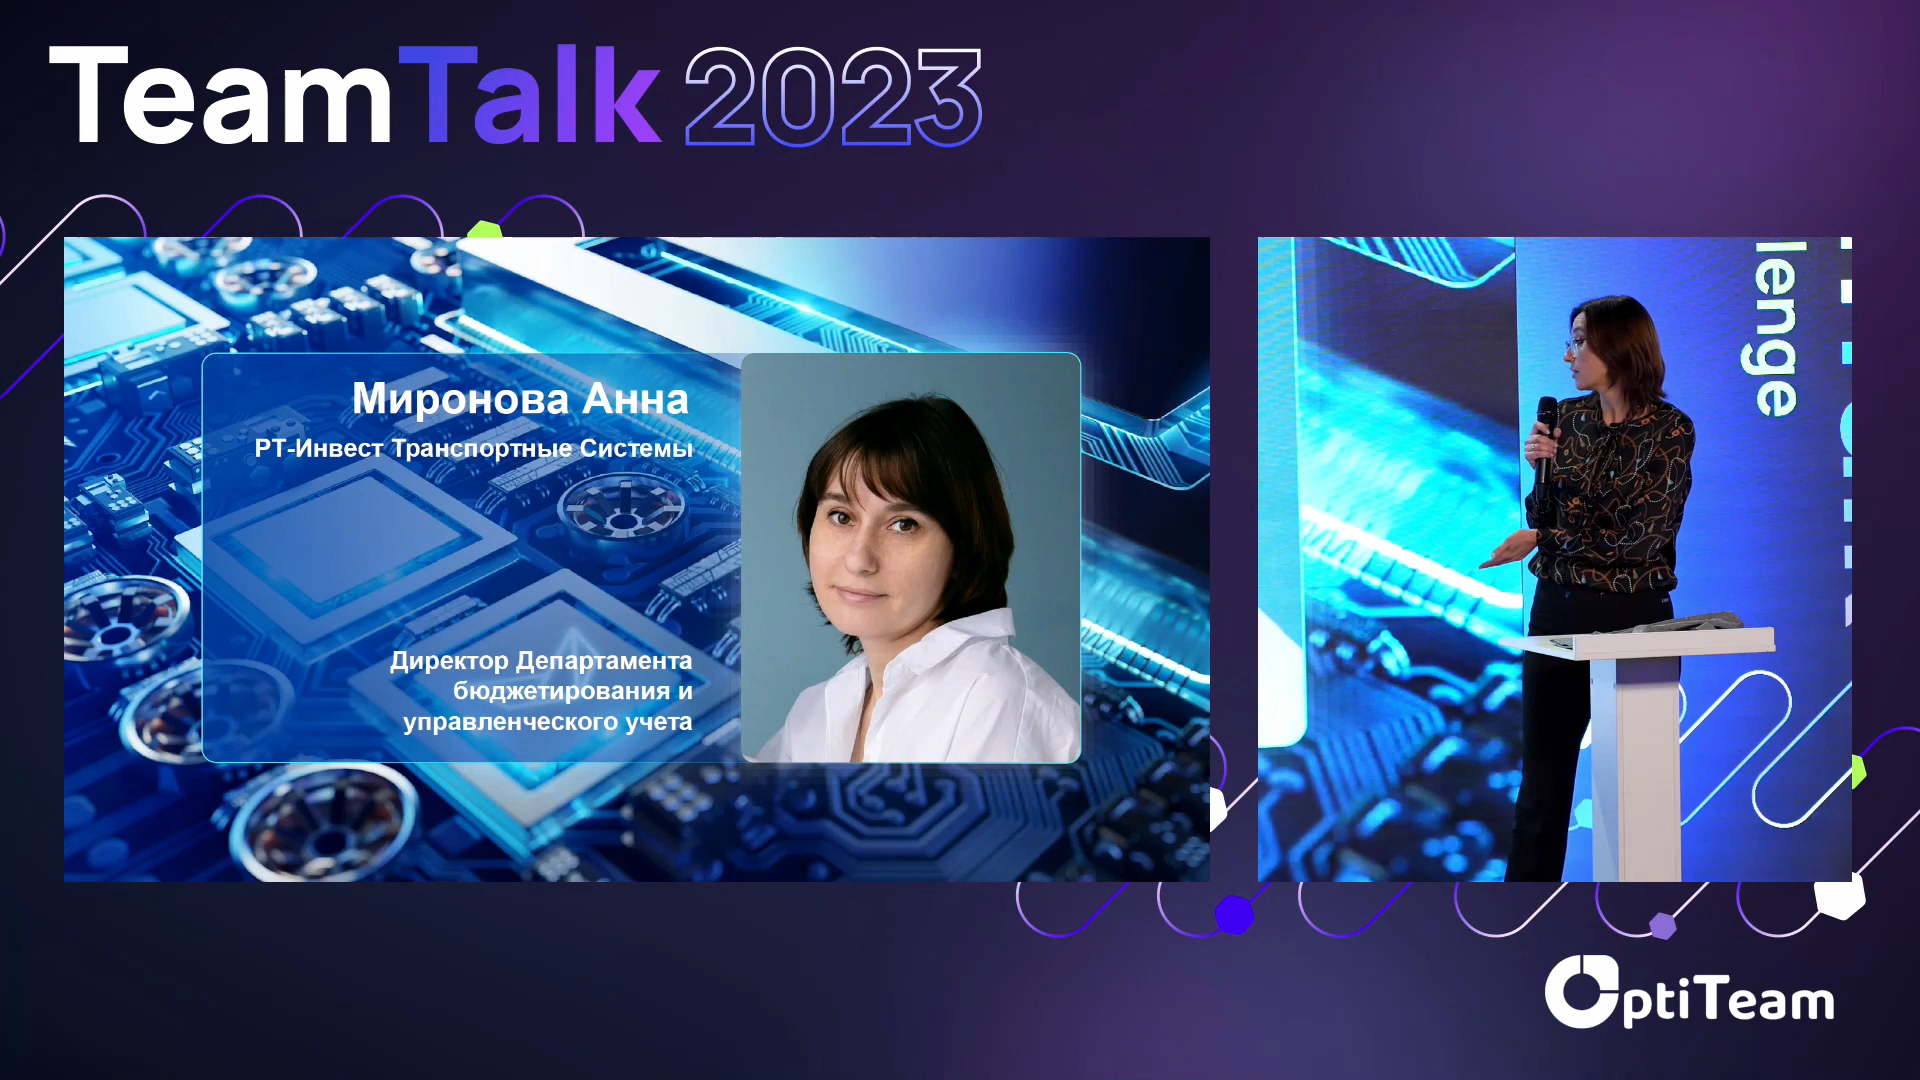 TeamTalk 2023
Миронова Анна
РТ-Инвест Транспортные Системы
Директор Департамента
бюджетирования и
управленческого учета
lenge
OptiTeam